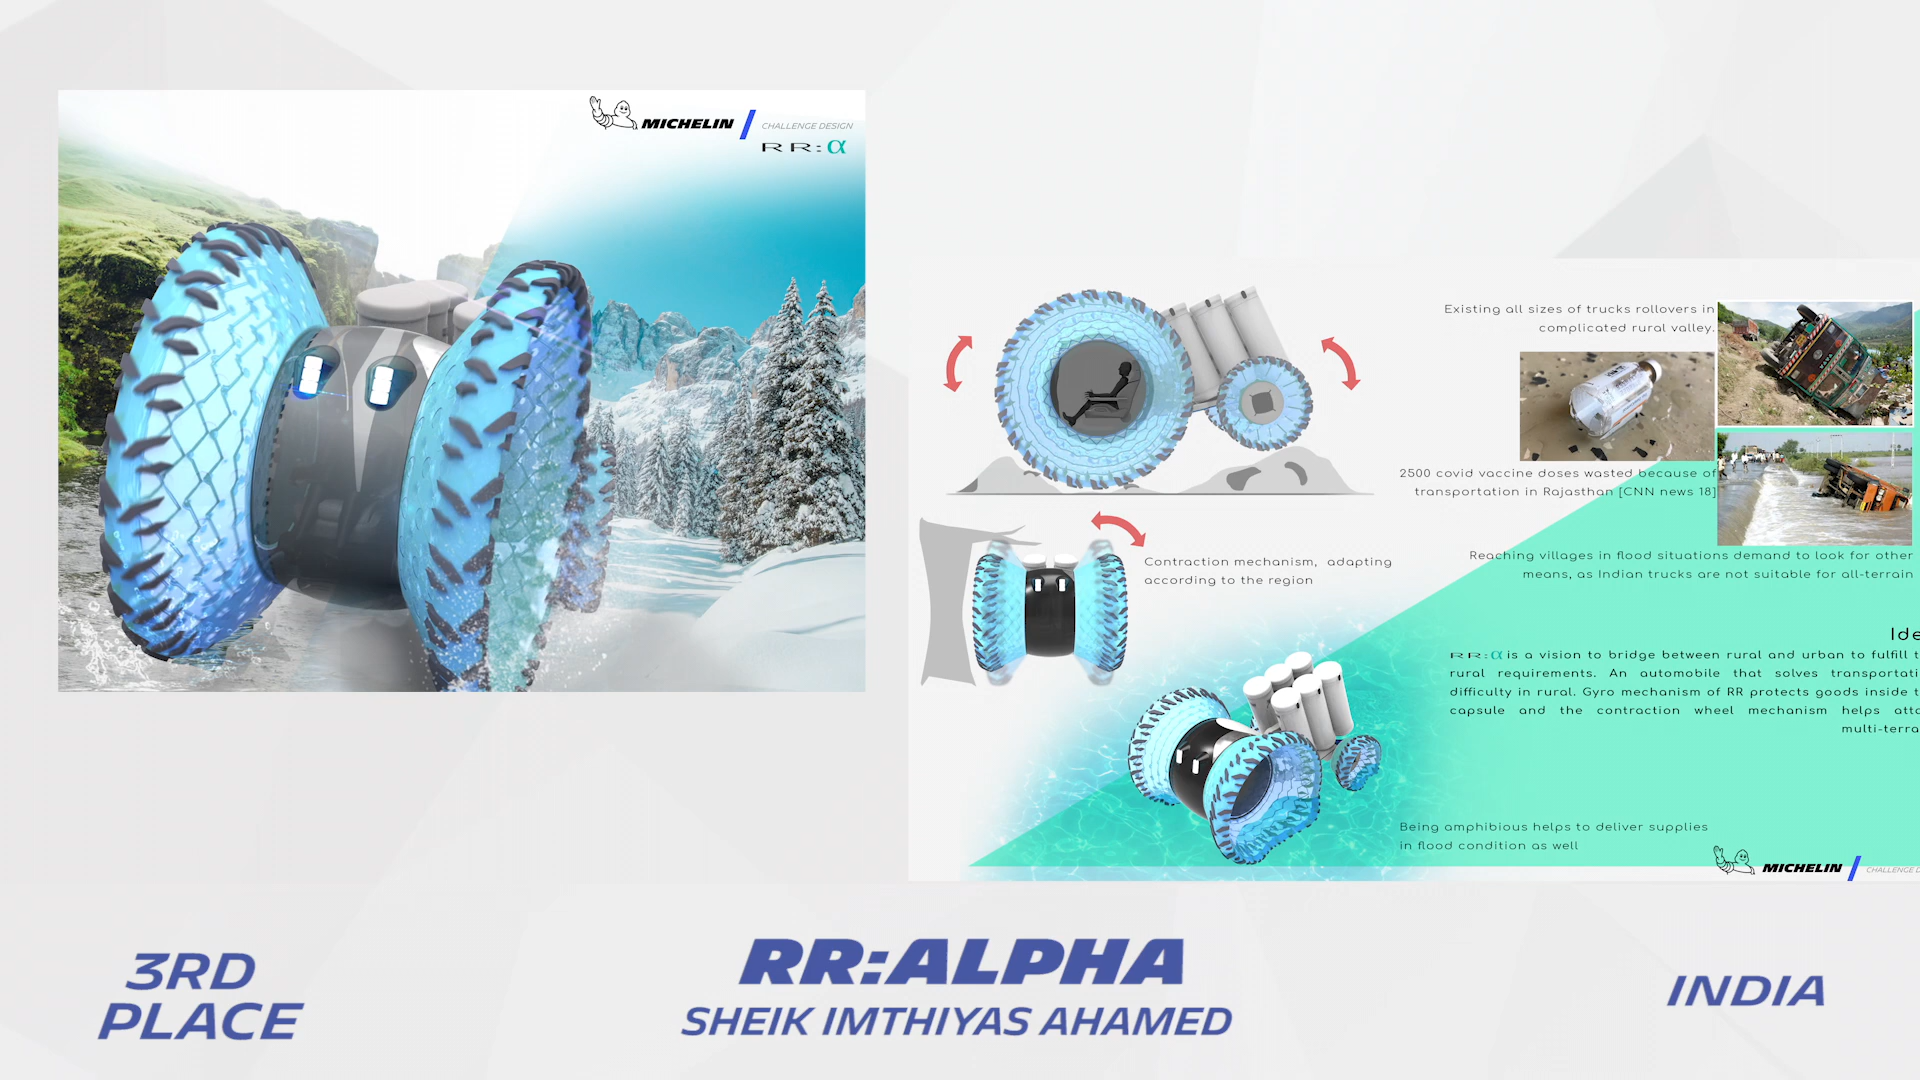 MICHELIN
CHALLENGE DESIGN
RR:α
Existing all sizes of trucks rollovers in
complicated rural valley.
2500 covid vaccine doses wasted because of
transportation in Rajasthan [CNN news 18]
Reaching villages in flood situations demand to look for other
means, as Indian trucks are not suitable for all-terrain
Contraction mechanism, adapting
according to the region
Ide
RR:α is a vision to bridge between rural and urban to fulfill t
rural requirements. An automobile that solves transportati
difficulty in rural. Gyro mechanism of RR protects goods inside t
capsule and the contraction wheel mechanism helps atta
multi-terra
Being amphibious helps to deliver supplies
in flood condition as well
MICHELIN
CHALLENGE D
3RD
PLACE
RR:ALPHA
SHEIK IMTHIYAS AHAMED
INDIA